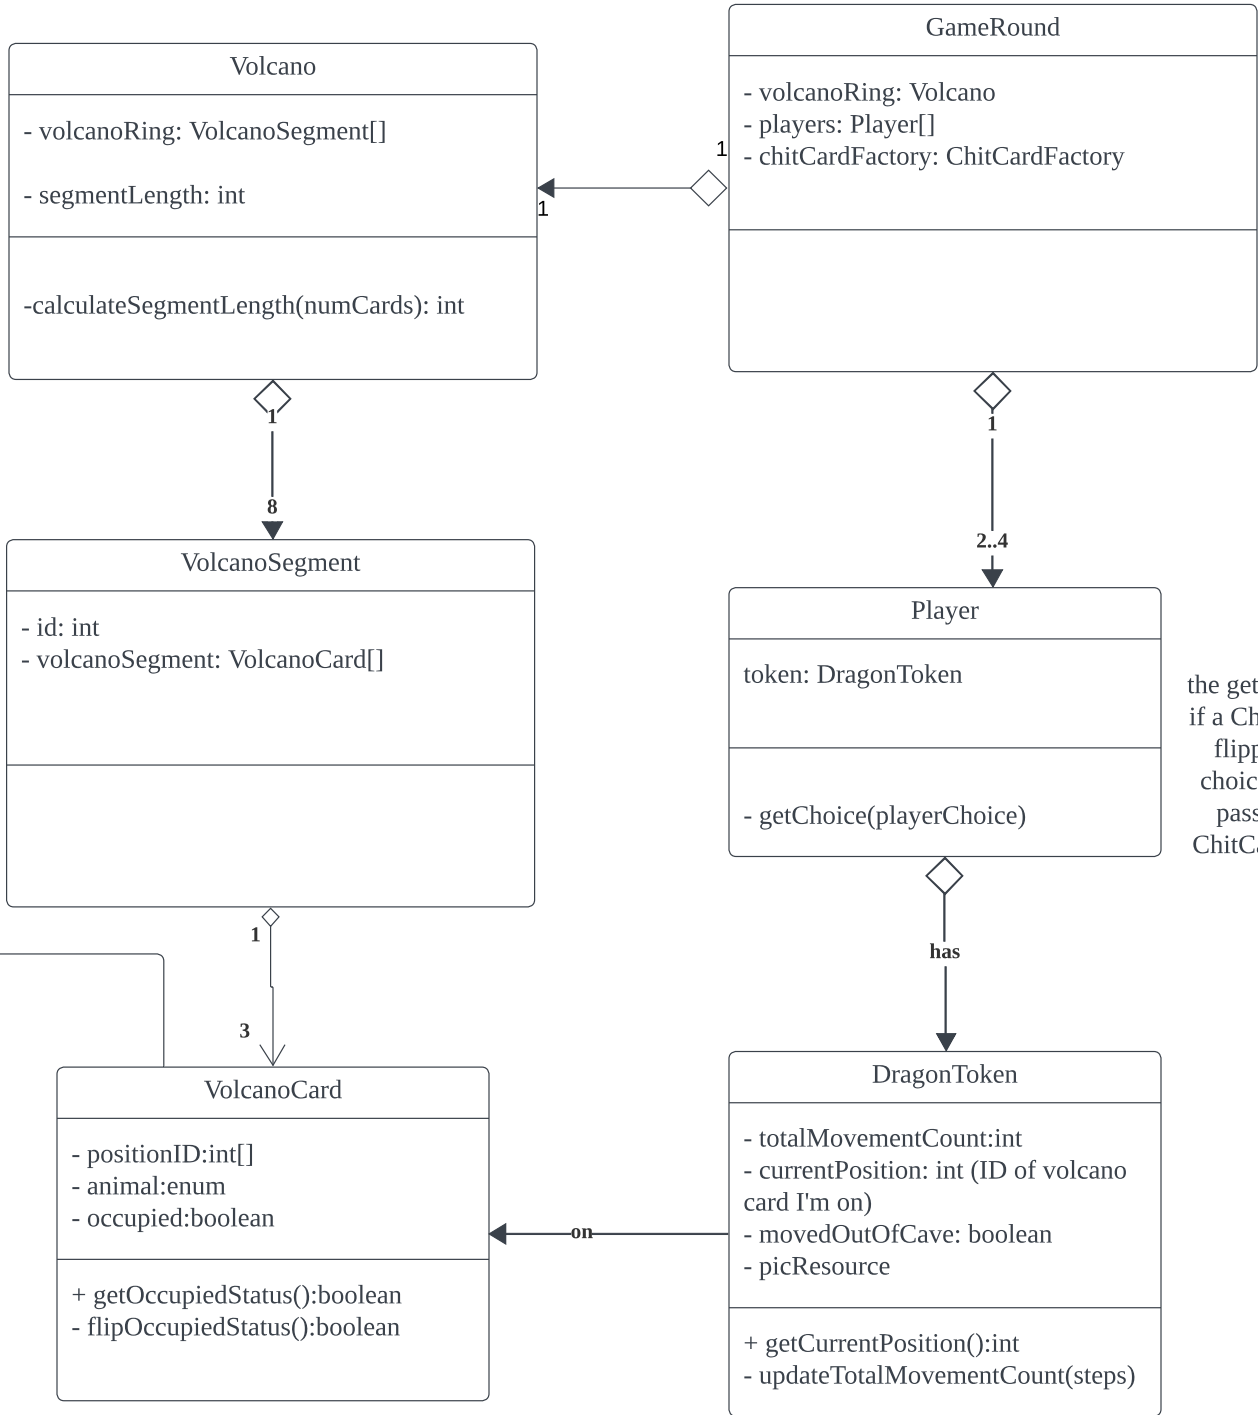 Volcano
- volcanoRing: VolcanoSegment[]
- segmentLength: int
-calculateSegmentLength(numCards): int
GameRound
- volcanoRing: Volcano
- players: Player[]
- chitCardFactory: ChitCardFactory
1
1
1
8
1
2..4
VolcanoSegment
- id: int
- volcanoSegment: VolcanoCard[]
Player
token: DragonToken
- getChoice(playerChoice)
the get
if a Ch
flipp
choic
pass
ChitCa
1
3
has
VolcanoCard
- positionID:int[]
- animal:enum
- occupied:boolean
+ getOccupiedStatus():boolean
- flipOccupiedStatus():boolean
on
DragonToken
- totalMovementCount:int
- currentPosition: int (ID of volcano
card I'm on)
- movedOutOfCave: boolean
- picResource
+ getCurrentPosition():int
- updateTotalMovementCount(steps)